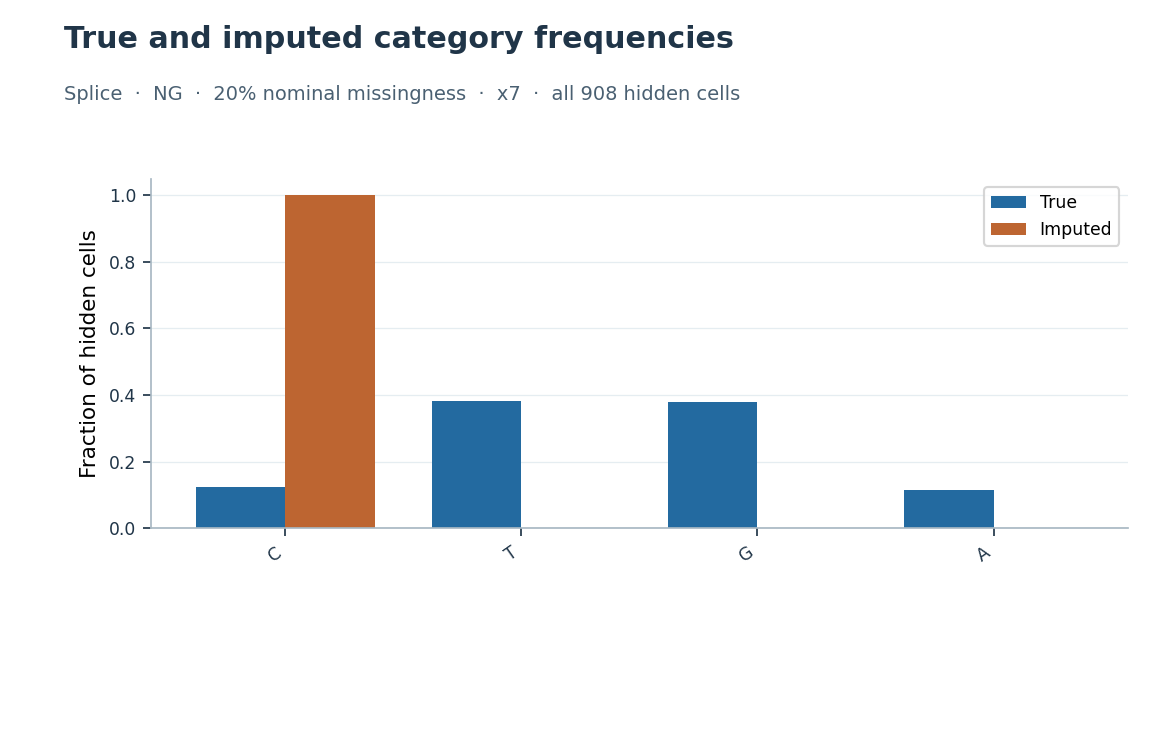 True and imputed category frequencies
Splice · NG · 20% nominal missingness · x7 · all 908 hidden cells
Fraction of hidden cells
1.0
0.8
0.6
0.4
0.2
0.0
True
Imputed
C
T
G
A